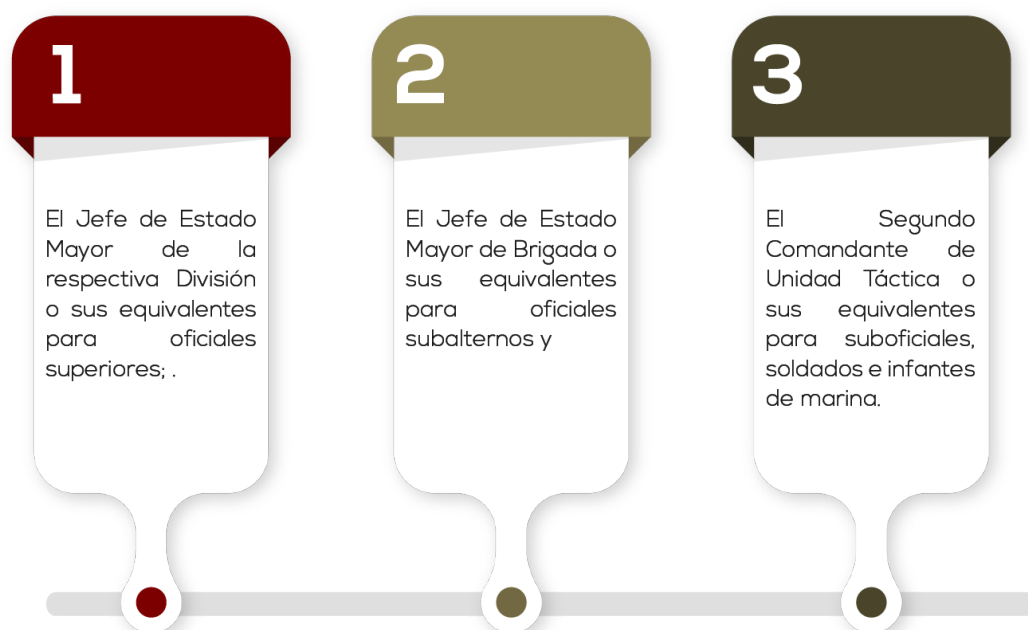 1
El Jefe de Estado
Mayor de la
respectiva División
o sus equivalentes
para oficiales
superiores; .
2
El Jefe de Estado
Mayor de Brigada o
sus equivalentes
para oficiales
subalternos y
3
El Segundo
Comandante de
Unidad Táctica o
sus equivalentes
para suboficiales,
soldados e infantes
de marina.